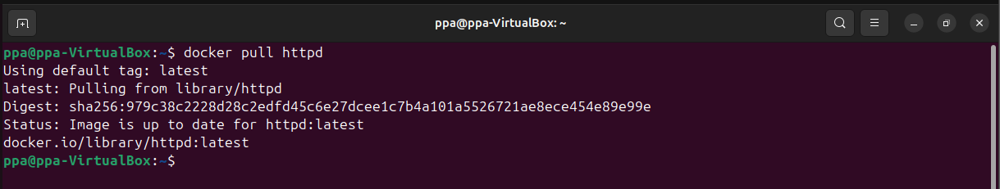 ppa@ppa-VirtualBox: ~
ppa@ppa-VirtualBox:~$ docker pull httpd
Using default tag: latest
latest: Pulling from library/httpd
Digest: sha256:979c38c2228d28c2edfd45c6e27dcee1c7b4a101a5526721ae8ece454e89e99e
Status: Image is up to date for httpd:latest
docker.io/library/httpd:latest
ppa@ppa-VirtualBox:~$